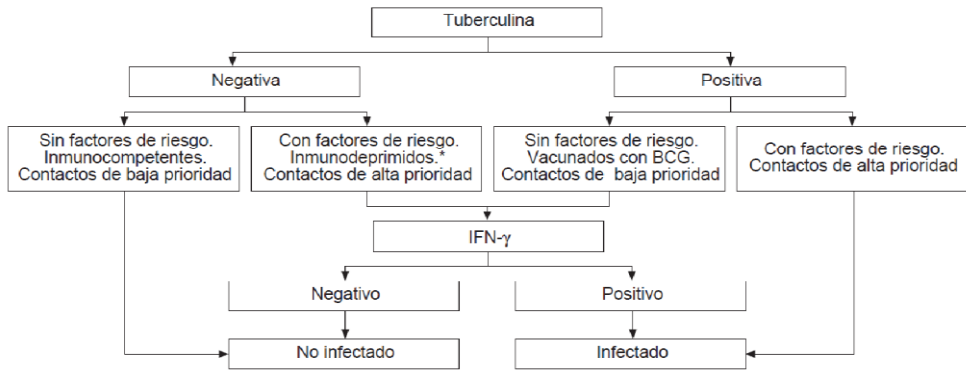 Tuberculina
Negativa
Positiva
Sin factores de riesgo.
Inmunocompetentes.
Contactos de baja prioridad
Con factores de riesgo.
Inmunodeprimidos.*
Contactos de alta prioridad
Sin factores de riesgo.
Vacunados con BCG.
Contactos de baja prioridad
Con factores de riesgo.
Contactos de alta prioridad
IFN-γ
Negativo
Positivo
No infectado
Infectado